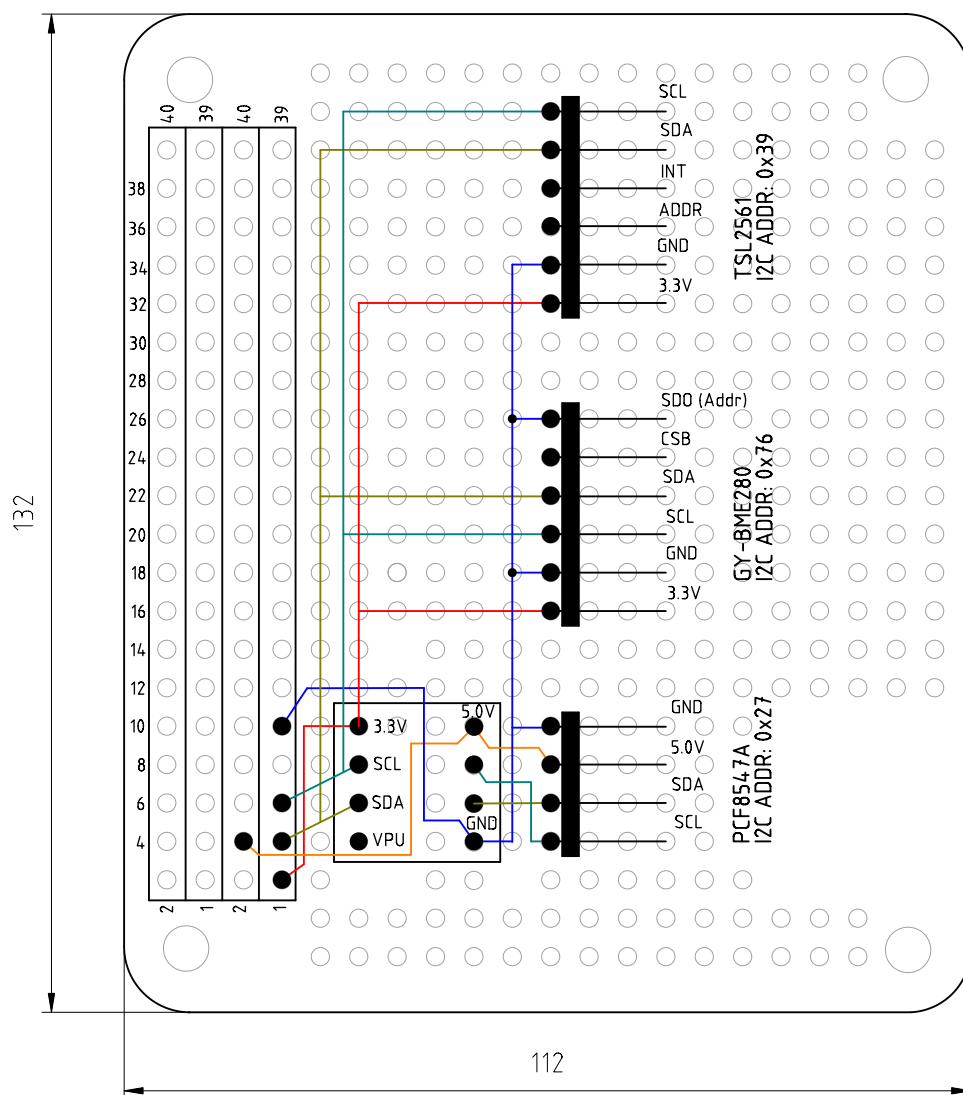 40
39
40
39
38
36
34
32
30
28
26
24
22
20
18
16
14
12
10
8
6
4
2
1
2
1
SCL
SDA
INT
ADDR
GND
3.3V
TSL2561
I2C ADDR: 0x39
SDO (Addr)
CSB
SDA
SCL
GND
3.3V
GY-BME280
I2C ADDR: 0x76
3.3V
SCL
SDA
VPU
5.0V
GND
GND
5.0V
SDA
SCL
PCF8547A
I2C ADDR: 0x27
132
112